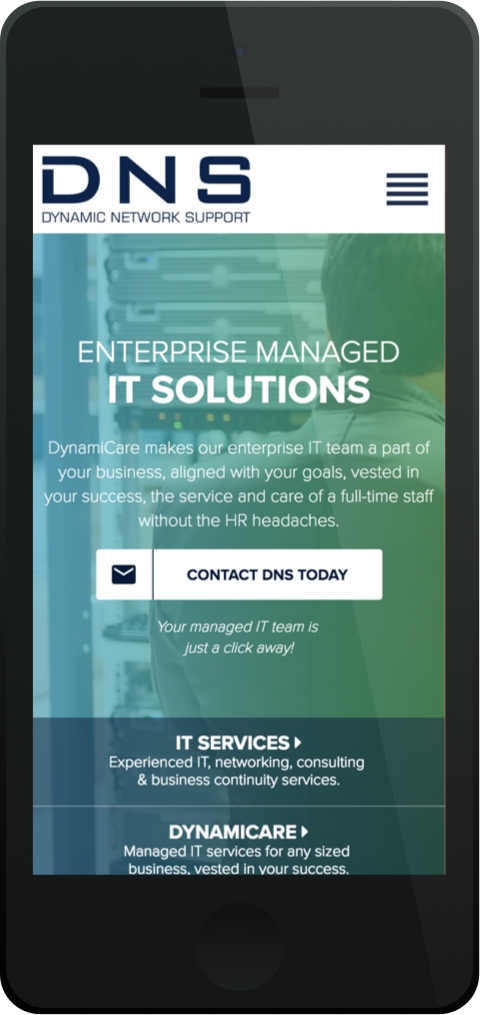 DNS
DYNAMIC NETWORK SUPPORT
ENTERPRISE MANAGED
IT SOLUTIONS
DynamiCare makes our enterprise IT team a part of
your business, aligned with your goals, vested in
your success, the service and care of a full-time staff
without the HR headaches.
CONTACT DNS TODAY
Your managed IT team is
just a click away!
IT SERVICES
Experienced IT, networking, consulting
& business continuity services.
DYNAMICARE
Managed IT services for any sized
business, vested in your success.